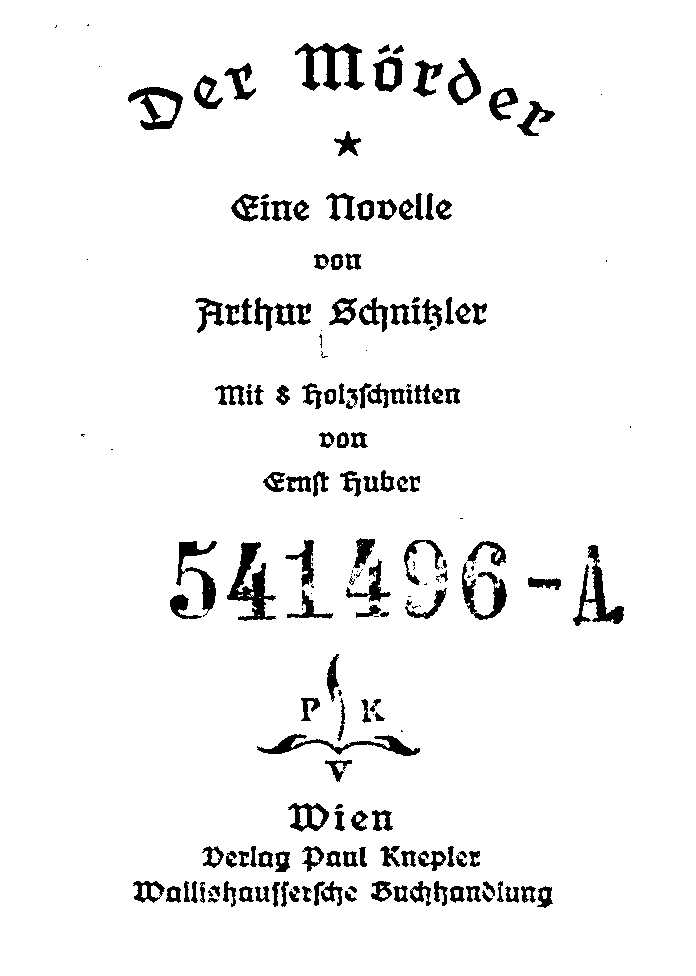 Der Mörder
Eine Novelle
von
Arthur Schnitzler
Mit 8 Holzschnitten
von
Ernst Huber
541496-A
P K
V
Wien
Verlag Paul Knepler
Wallishaussersche Buchhandlung